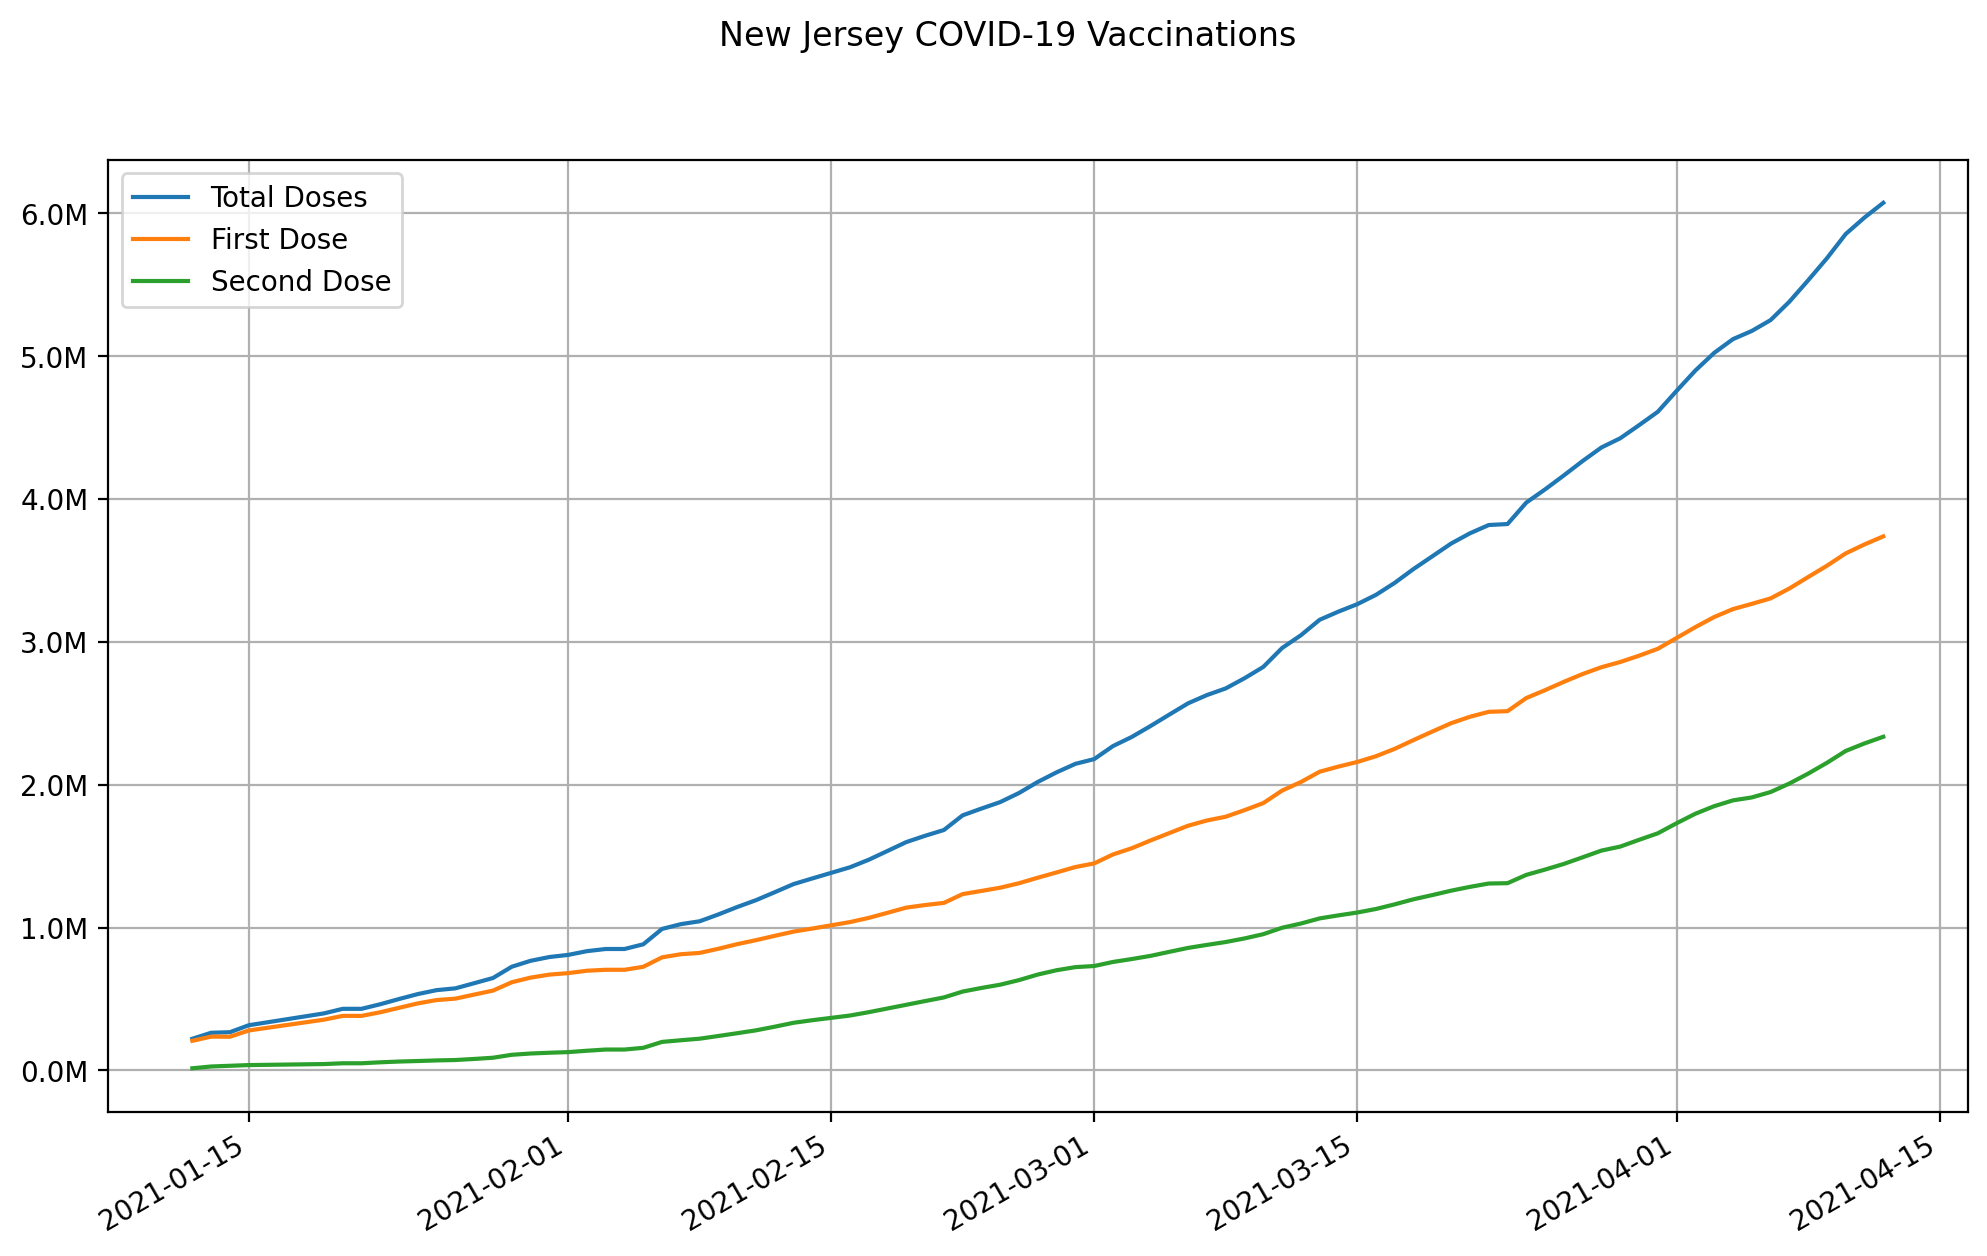 New Jersey COVID-19 Vaccinations
Total Doses
First Dose
Second Dose
6.0M
5.0M
4.0M
3.0M
2.0M
1.0M
0.0M
2021-01-15
2021-02-01
2021-02-15
2021-03-01
2021-03-15
2021-04-01
2021-04-15